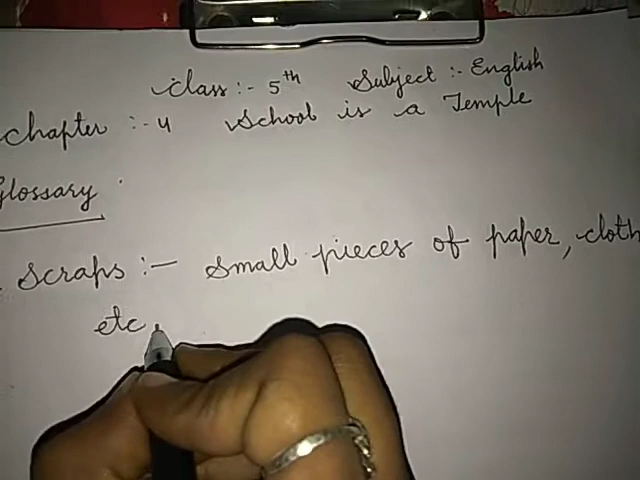 Class :- 5th Subject :- English
Chapter :- 4 School is a Temple
Glossary
Scraps :- Small pieces of paper, cloth
etc